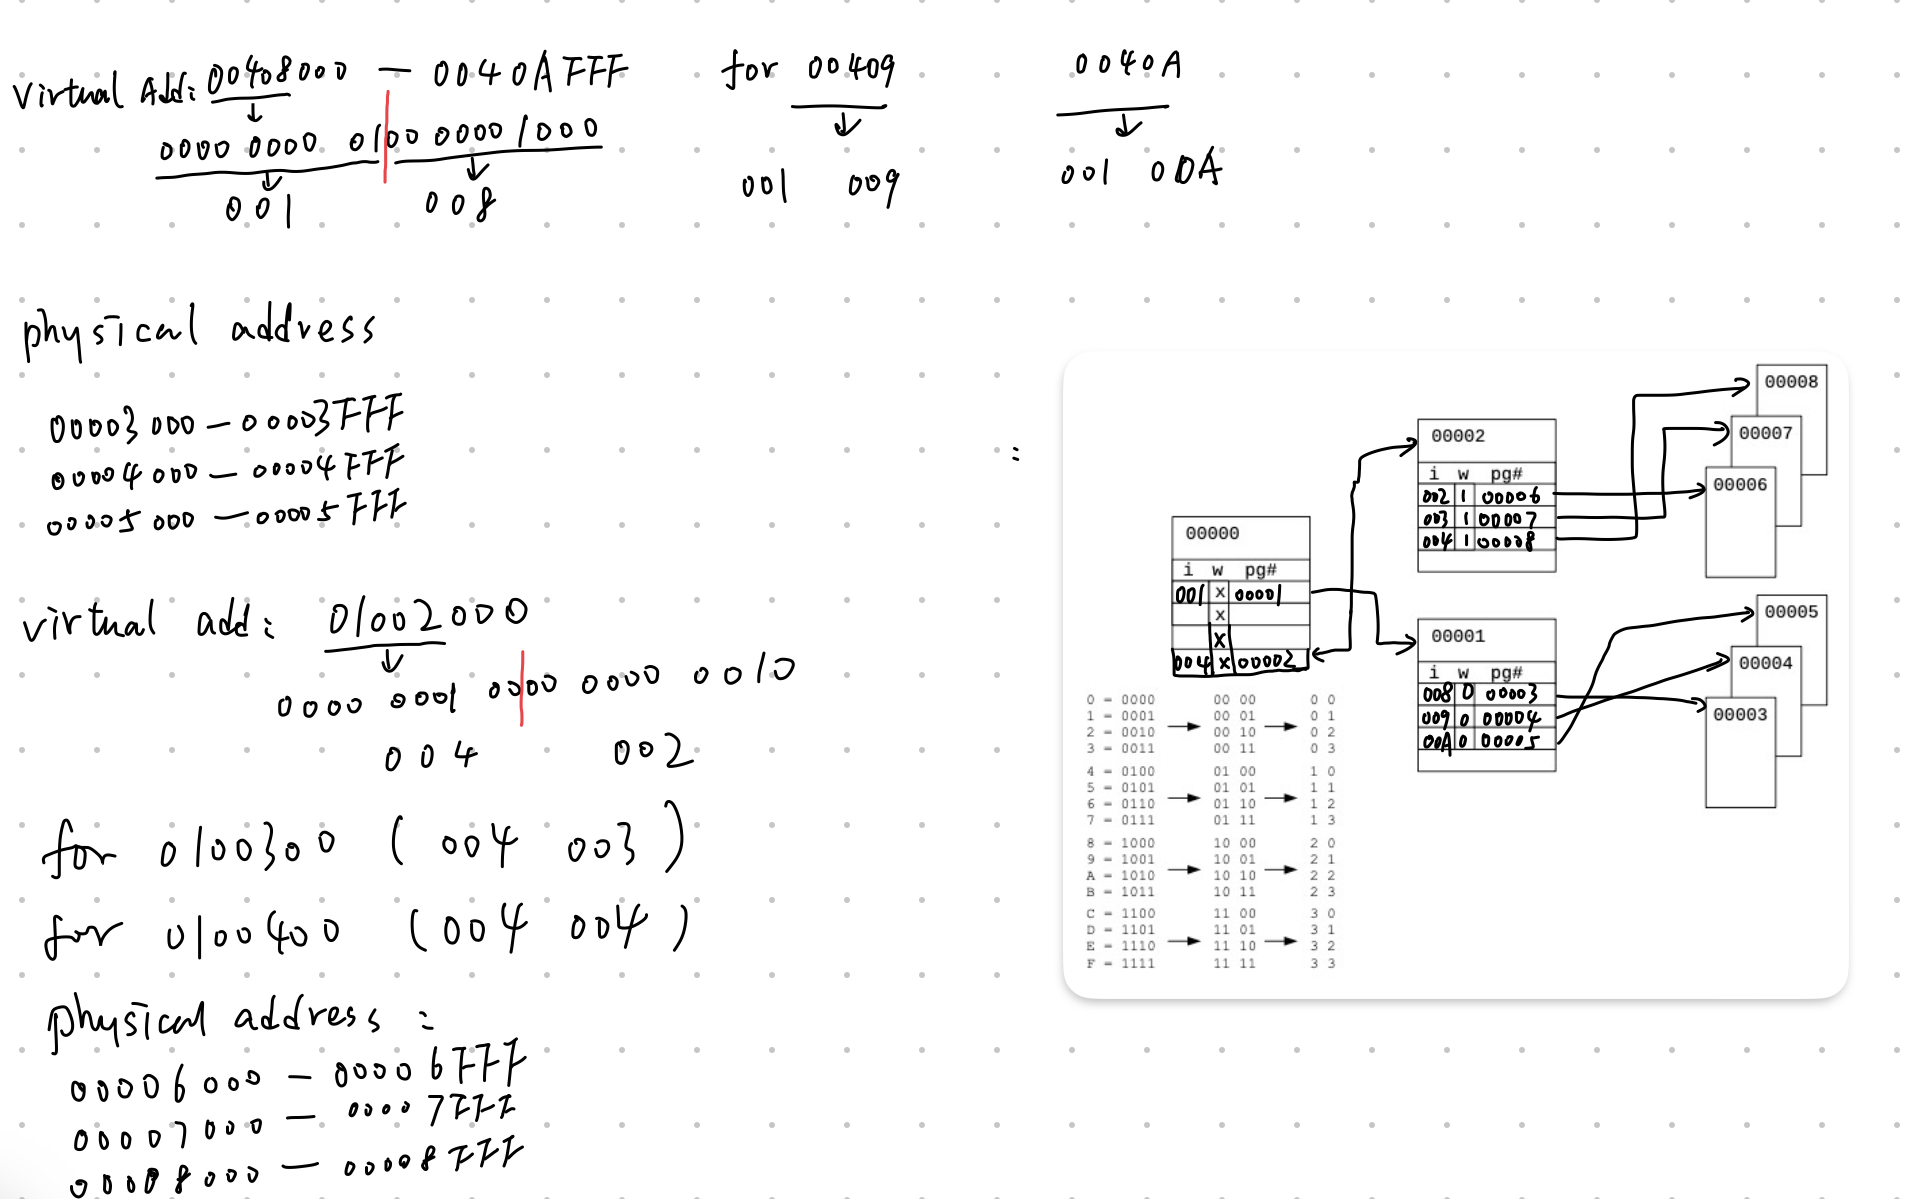 Virtual Add: 00408000 — 0040AFFF
for 00409
0040A
0000 0000 0100 0000 1000
001 008
001 009
001 00A
physical address
00003 000 — 00003FFF
00004 000 — 00004FFF
00005 000 — 00005FFF
virtual add: 01002000
0000 0001 0000 0000 0010
004 002
for 0100300 ( 004 003 )
for 0100400 ( 004 004 )
physical address :
00006 000 — 00006FFF
00007000 — 00007FFF
00008000 — 00008FFF
:
00000
i w pg#
001 x 00001
x
x
004 x 00002
00002
i w pg#
002 1 00006
003 1 00007
004 1 00008
00008
00007
00006
00001
i w pg#
008 0 00003
009 0 00004
00A 0 00005
00005
00004
00003
0 = 0000 00 00 0 0
1 = 0001 00 01 0 1
2 = 0010 00 10 0 2
3 = 0011 00 11 0 3
4 = 0100 01 00 1 0
5 = 0101 01 01 1 1
6 = 0110 01 10 1 2
7 = 0111 01 11 1 3
8 = 1000 10 00 2 0
9 = 1001 10 01 2 1
A = 1010 10 10 2 2
B = 1011 10 11 2 3
C = 1100 11 00 3 0
D = 1101 11 01 3 1
E = 1110 11 10 3 2
F = 1111 11 11 3 3